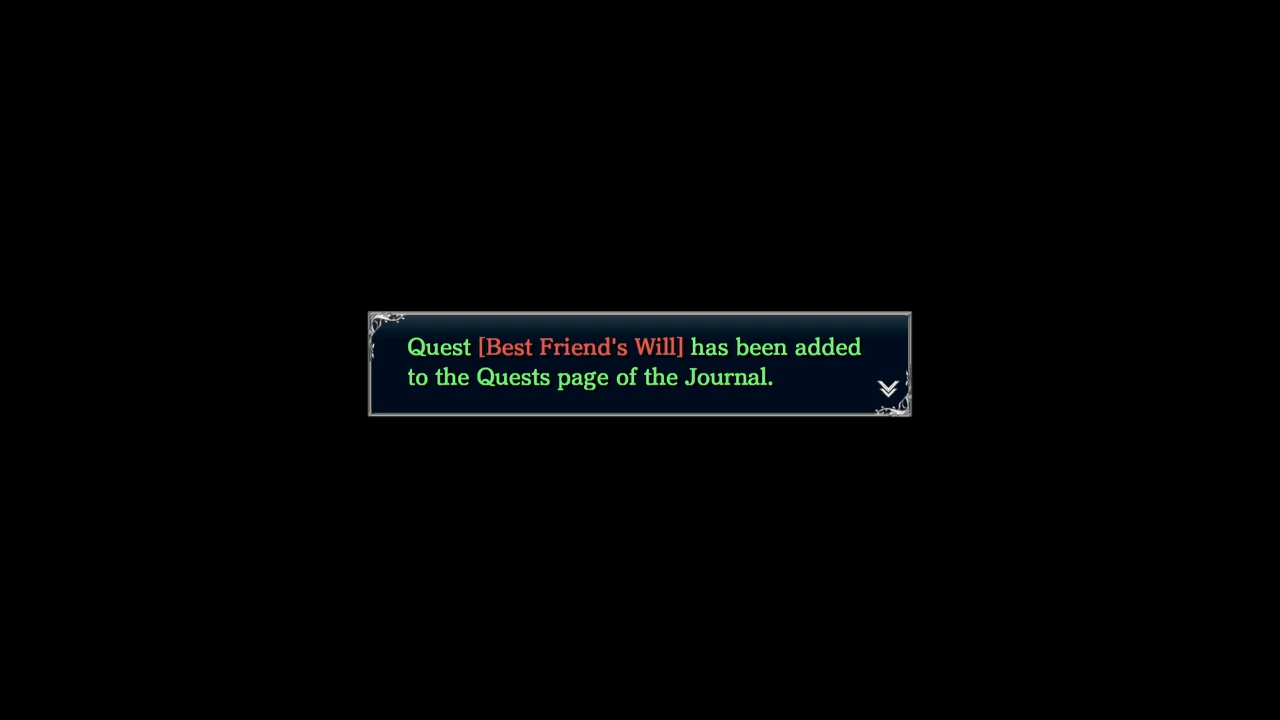 Quest [Best Friend's Will] has been added
to the Quests page of the Journal.